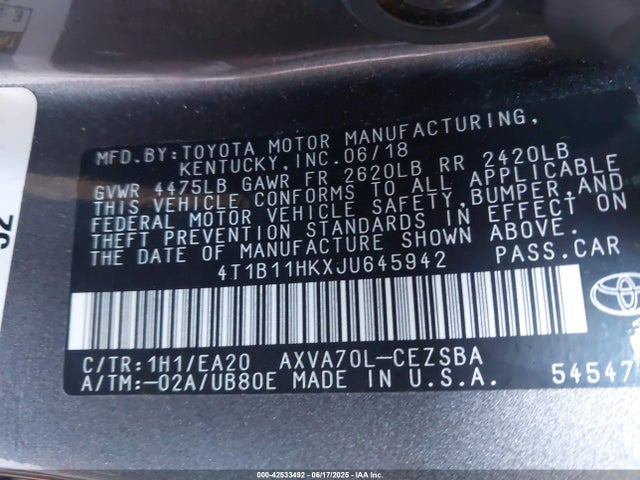 MFD.BY:TOYOTA MOTOR MANUFACTURING,
KENTUCKY,INC.06/18
GVWR 4475LB GAWR FR 2620LB RR 2420LB
THIS VEHICLE CONFORMS TO ALL APPLICABLE
FEDERAL MOTOR VEHICLE SAFETY,BUMPER,AND
THEFT PREVENTION STANDARDS IN EFFECT ON
THE DATE OF MANUFACTURE SHOWN ABOVE.
4T1B11HKXJU645942 PASS.CAR
C/TR:1H1/EA20 AXVA70L-CEZSBA
A/TM:-02A/UB80E MADE IN U.S.A.
54547
TOYOTA
000-42533492 - 06/17/2025 - IAAI.COM